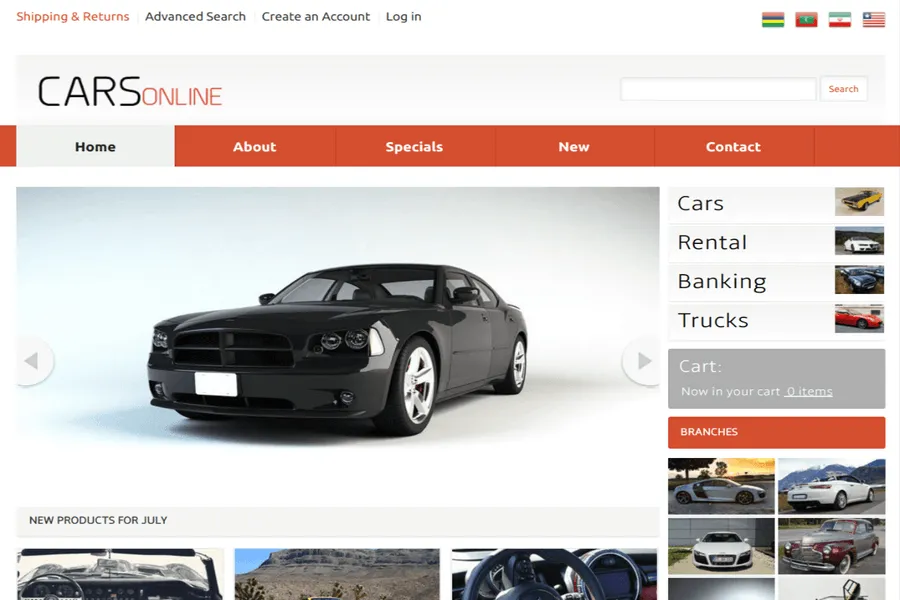 Shipping & Returns Advanced Search Create an Account Log in
CARSONLINE
Search
Home About Specials New Contact
Cars
Rental
Banking
Trucks
Cart:
Now in your cart 0 items
BRANCHES
NEW PRODUCTS FOR JULY